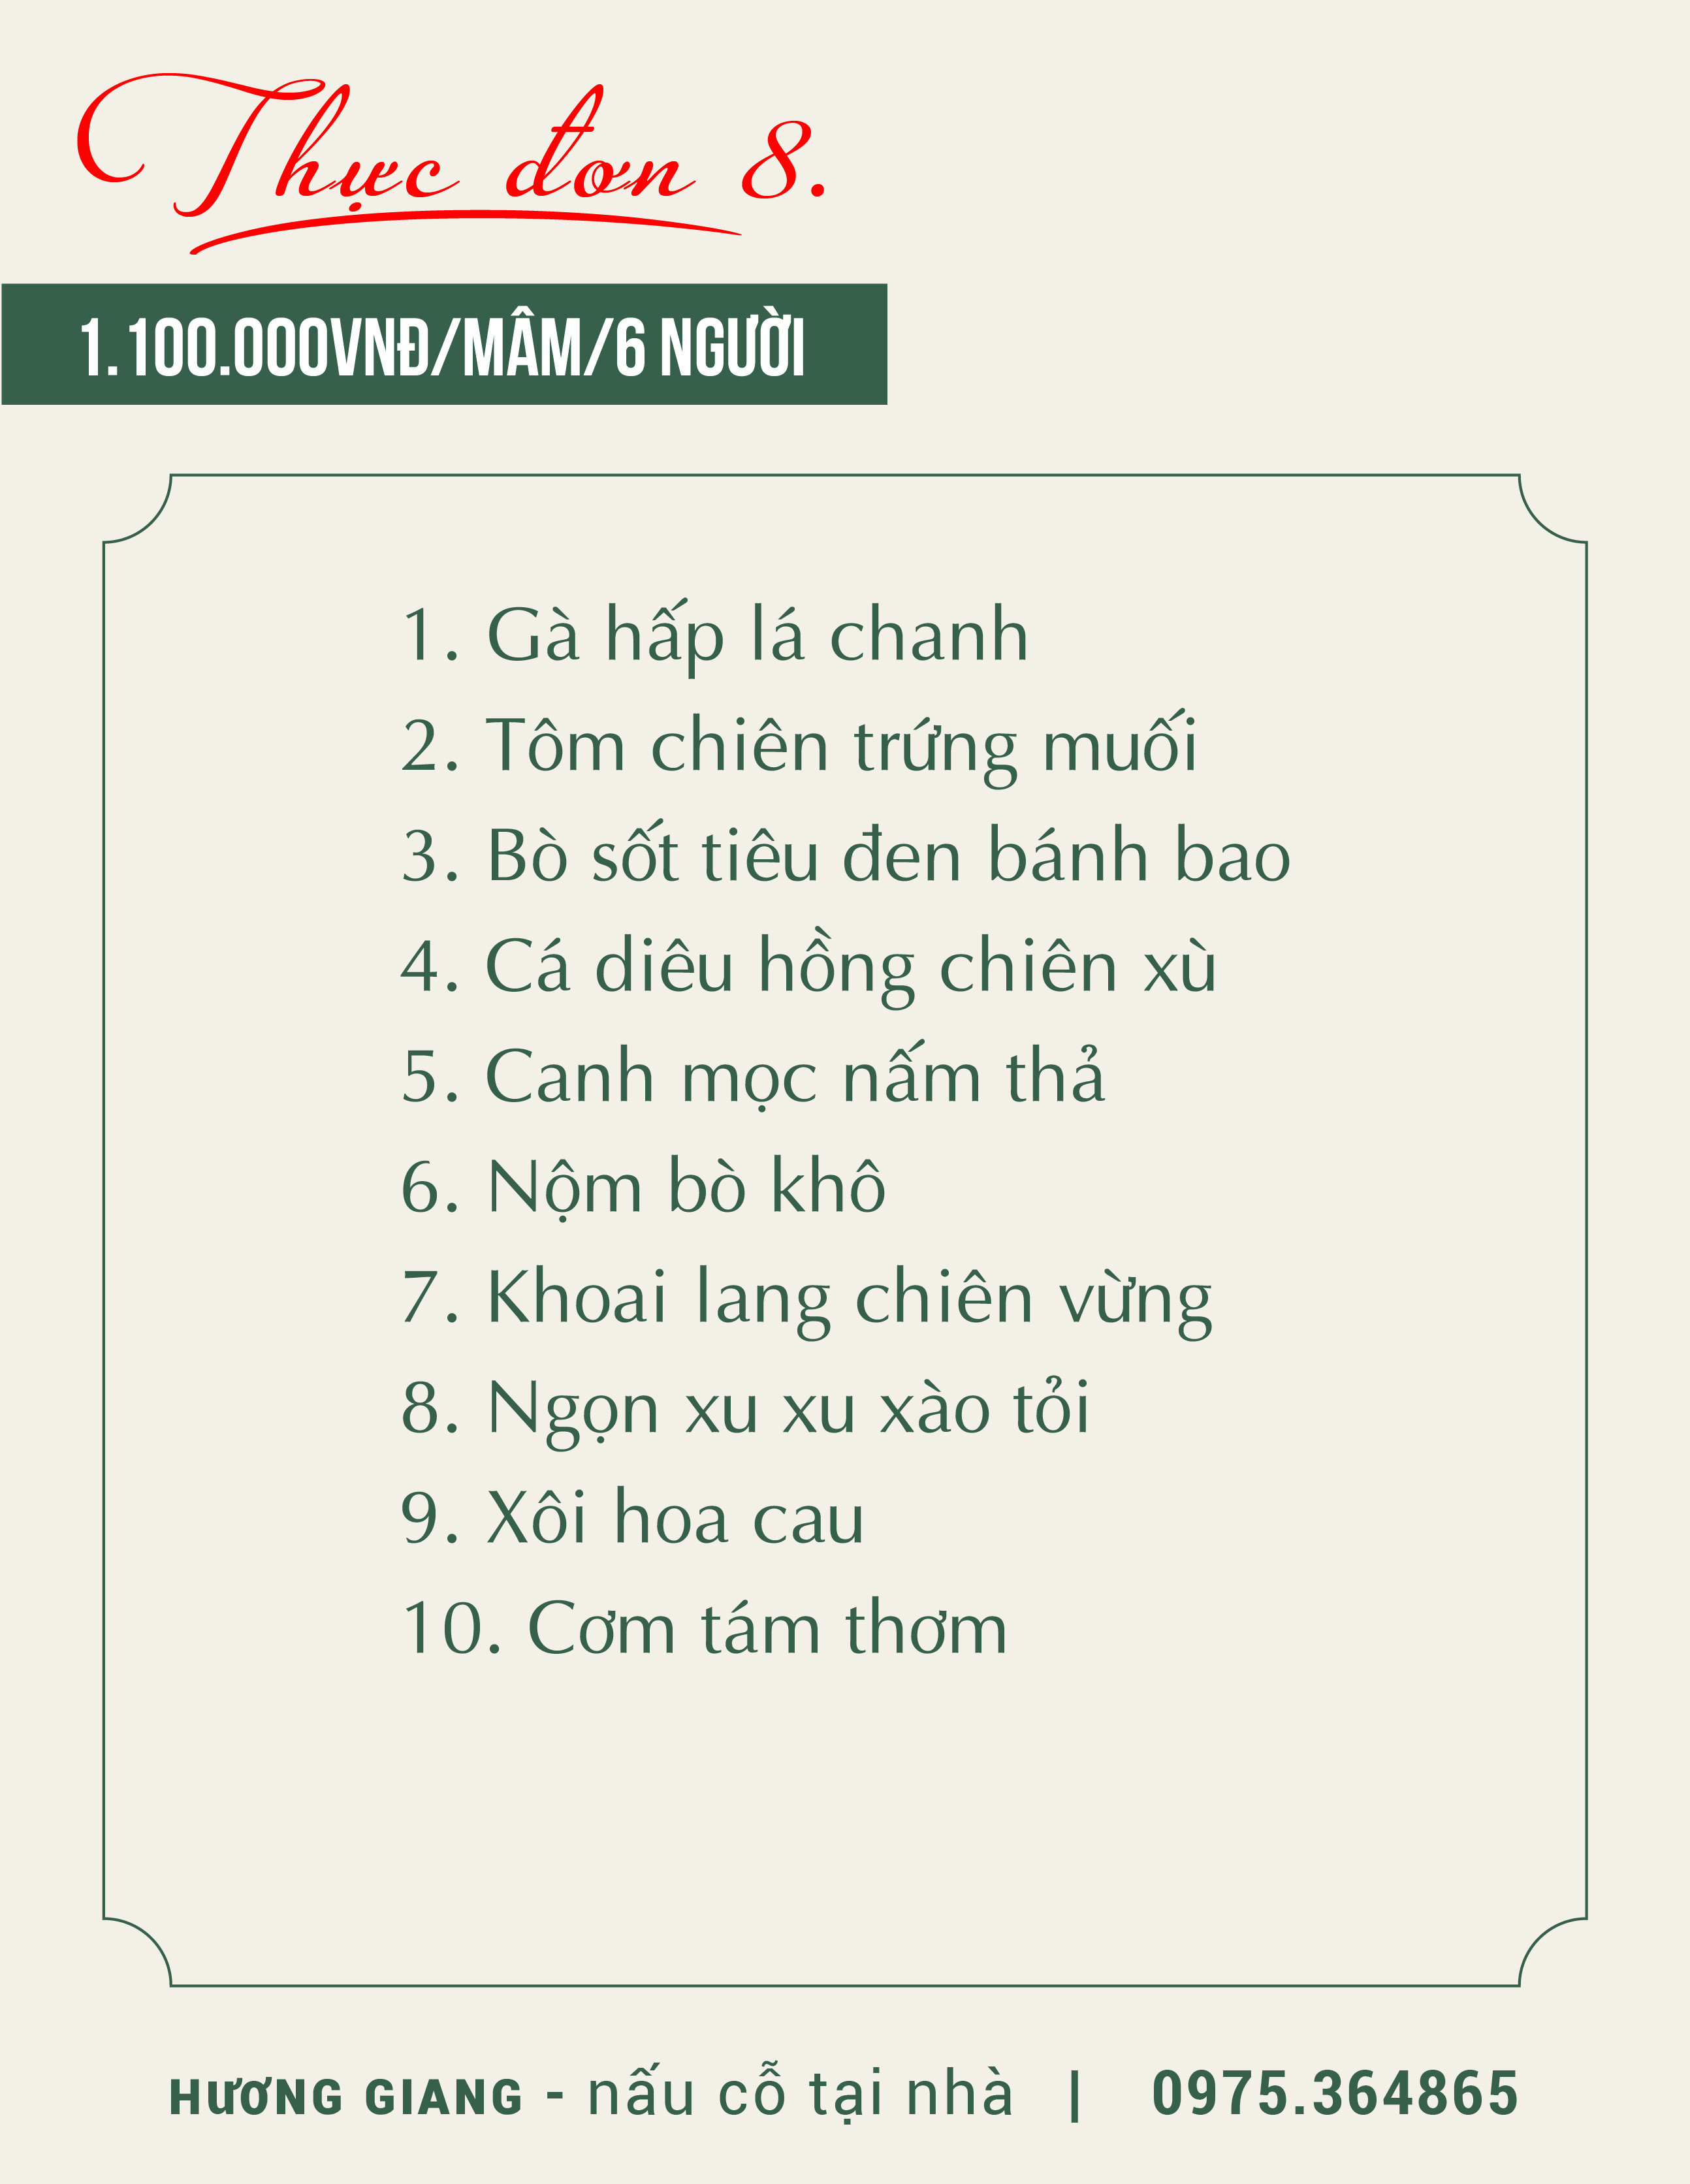 Thực đơn 8.
1.100.000VNĐ/MÂM/6 NGƯỜI
1. Gà hấp lá chanh
2. Tôm chiên trứng muối
3. Bò sốt tiêu đen bánh bao
4. Cá diêu hồng chiên xù
5. Canh mọc nấm thả
6. Nộm bò khô
7. Khoai lang chiên vừng
8. Ngọn xu xu xào tỏi
9. Xôi hoa cau
10. Cơm tám thơm
HƯƠNG GIANG - nấu cỗ tại nhà | 0975.364865